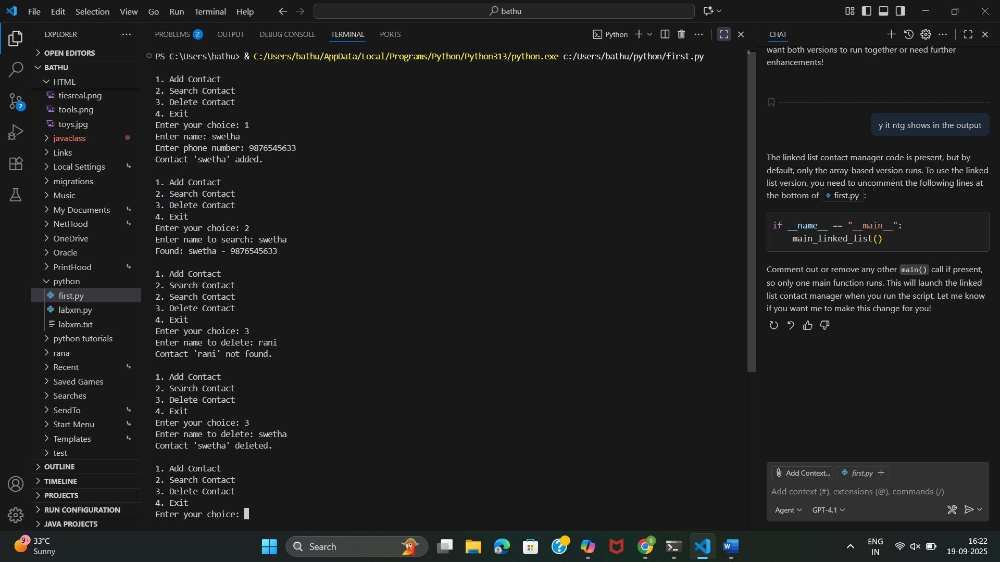 File Edit Selection View Go Run Terminal Help
bathu
EXPLORER
OPEN EDITORS
BATHU
HTML
tiesreal.png
tools.png
toys.jpg
javaclass
Links
Local Settings
migrations
Music
My Documents
NetHood
OneDrive
Oracle
PrintHood
python
first.py
labxm.py
labxm.txt
python tutorials
rana
Recent
Saved Games
Searches
SendTo
Start Menu
Templates
test
OUTLINE
TIMELINE
PROJECTS
RUN CONFIGURATION
JAVA PROJECTS
2
PROBLEMS 2 OUTPUT DEBUG CONSOLE TERMINAL PORTS
Python
PS C:\Users\bathu> & C:/Users/bathu/AppData/Local/Programs/Python/Python313/python.exe c:/Users/bathu/python/first.py
1. Add Contact
2. Search Contact
3. Delete Contact
4. Exit
Enter your choice: 1
Enter name: swetha
Enter phone number: 9876545633
Contact 'swetha' added.
1. Add Contact
2. Search Contact
3. Delete Contact
4. Exit
Enter your choice: 2
Enter name to search: swetha
Found: swetha - 9876545633
1. Add Contact
2. Search Contact
2. Search Contact
3. Delete Contact
4. Exit
Enter your choice: 3
Enter name to delete: rani
Contact 'rani' not found.
1. Add Contact
2. Search Contact
3. Delete Contact
4. Exit
Enter your choice: 3
Enter name to delete: swetha
Contact 'swetha' deleted.
1. Add Contact
2. Search Contact
3. Delete Contact
4. Exit
Enter your choice:
CHAT
want both versions to run together or need further
enhancements!
y it ntg shows in the output
The linked list contact manager code is present, but by
default, only the array-based version runs. To use the linked
list version, you need to uncomment the following lines at
the bottom of first.py :
if __name__ == "__main__":
main_linked_list()
Comment out or remove any other main() call if present,
so only one main function runs. This will launch the linked
list contact manager when you run the script. Let me know
if you want me to make this change for you!
Add Context... first.py
Add context (#), extensions (@), commands (/)
Agent GPT-4.1
9+
33°C
Sunny
Search
g
ENG
IN
16:22
19-09-2025